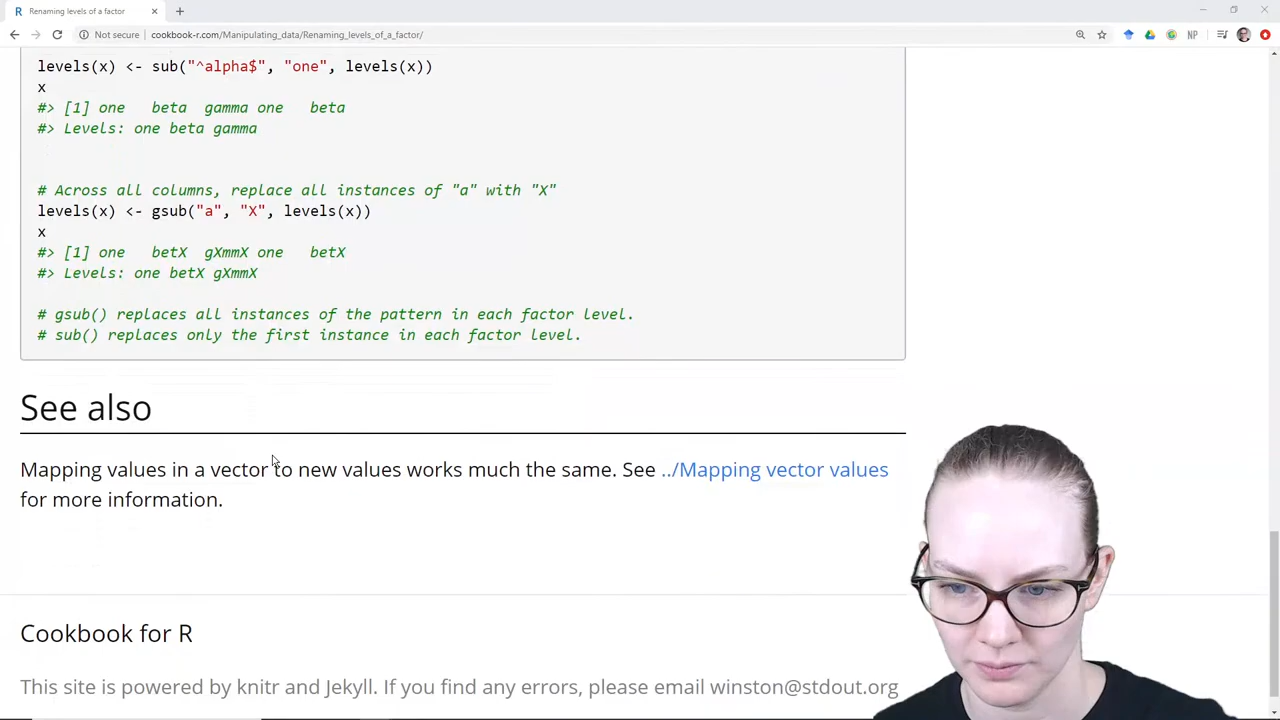 R Renaming levels of a factor
Not secure | cookbook-r.com/Manipulating_data/Renaming_levels_of_a_factor/
NP
levels(x) <- sub("^alpha$", "one", levels(x))
x
#> [1] one beta gamma one beta
#> Levels: one beta gamma
# Across all columns, replace all instances of "a" with "X"
levels(x) <- gsub("a", "X", levels(x))
x
#> [1] one betX gXmmX one betX
#> Levels: one betX gXmmX
# gsub() replaces all instances of the pattern in each factor level.
# sub() replaces only the first instance in each factor level.
See also
Mapping values in a vector to new values works much the same. See ../Mapping vector values
for more information.
Cookbook for R
This site is powered by knitr and Jekyll. If you find any errors, please email winston@stdout.org